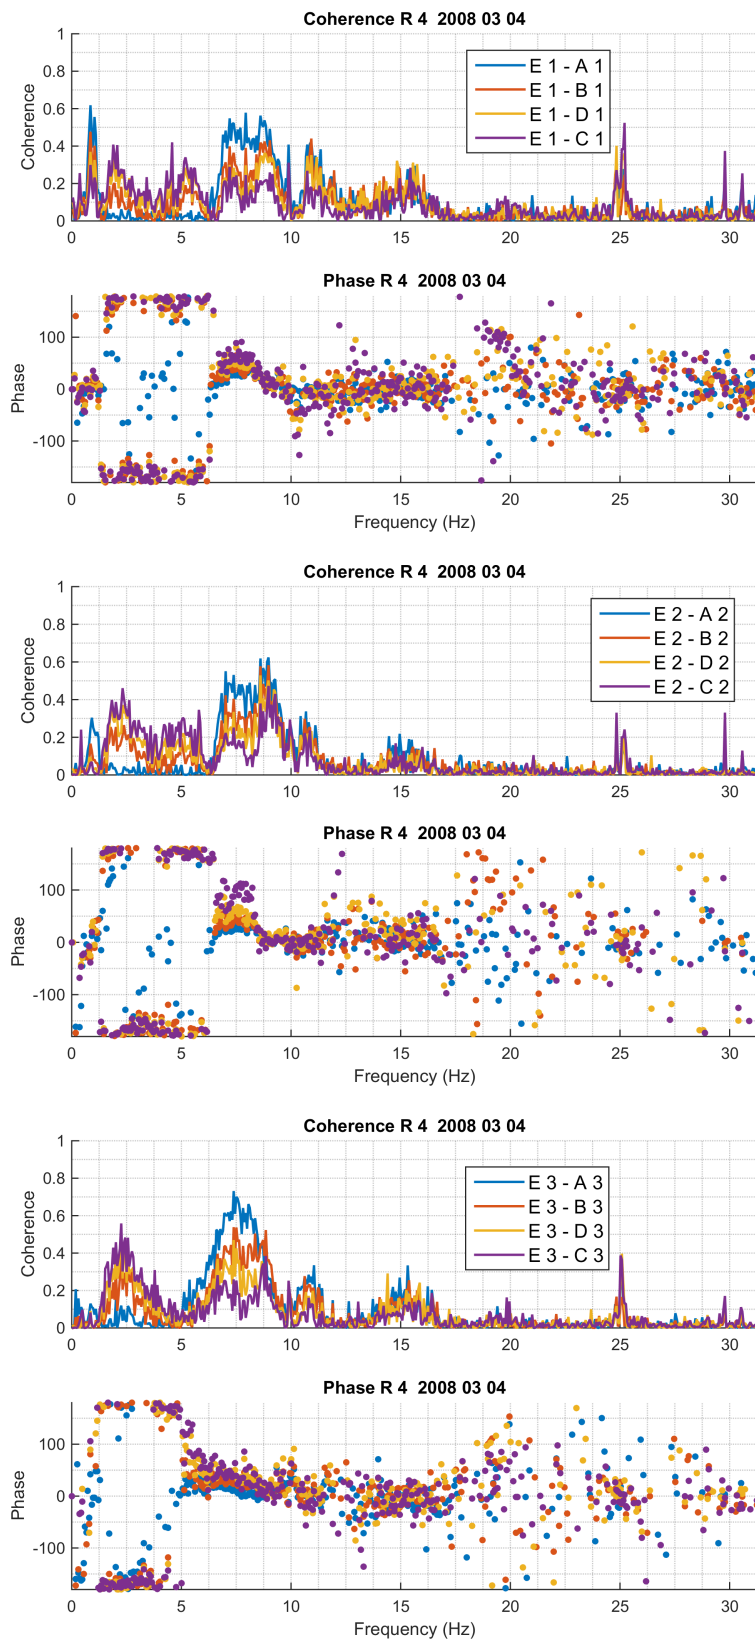 Coherence R 4  2008 03 04
1
0.8
0.6
0.4
0.2
0
Coherence
E 1 - A 1
E 1 - B 1
E 1 - D 1
E 1 - C 1
0 5 10 15 20 25 30
Phase R 4  2008 03 04
100
0
-100
Phase
0 5 10 15 20 25 30
Frequency (Hz)
Coherence R 4  2008 03 04
1
0.8
0.6
0.4
0.2
0
Coherence
E 2 - A 2
E 2 - B 2
E 2 - D 2
E 2 - C 2
0 5 10 15 20 25 30
Phase R 4  2008 03 04
100
0
-100
Phase
0 5 10 15 20 25 30
Frequency (Hz)
Coherence R 4  2008 03 04
1
0.8
0.6
0.4
0.2
0
Coherence
E 3 - A 3
E 3 - B 3
E 3 - D 3
E 3 - C 3
0 5 10 15 20 25 30
Phase R 4  2008 03 04
100
0
-100
Phase
0 5 10 15 20 25 30
Frequency (Hz)